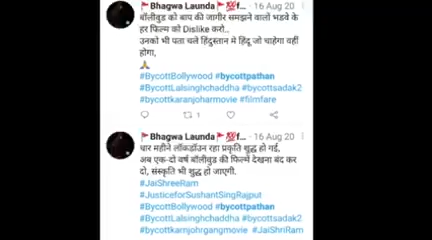 🚩Bhagwa Launda🚩💯f... · 16 Aug 20
बॉलीवुड को बाप की जागीर समझने वालों भडवे के
हर फिल्म को Dislike करो..
उनको भी पता चले हिंदुस्तान मे हिंदू जो चाहेगा वहीं
होगा,
🙏
#BycottBollywood #bycottpathan
#BycottLalsinghchaddha #bycottsadak2
#bycottkaranjoharmovie #filmfare
1
🚩Bhagwa Launda🚩💯f... · 16 Aug 20
चार महीने लॉकडॉउन रहा प्रकृति शुद्ध हो गई,
अब एक-दो वर्ष बॉलीवुड की फिल्में देखना बंद कर
दो, संस्कृति भी शुद्ध हो जाएगी.
#JaiShreeRam
#JusticeforSushantSingRajput
#BycottBollywood #bycottpathan
#BycottLalsinghchaddha #bycottsadak2
#bycottkarnjohrgangmovie #JaiShriRam